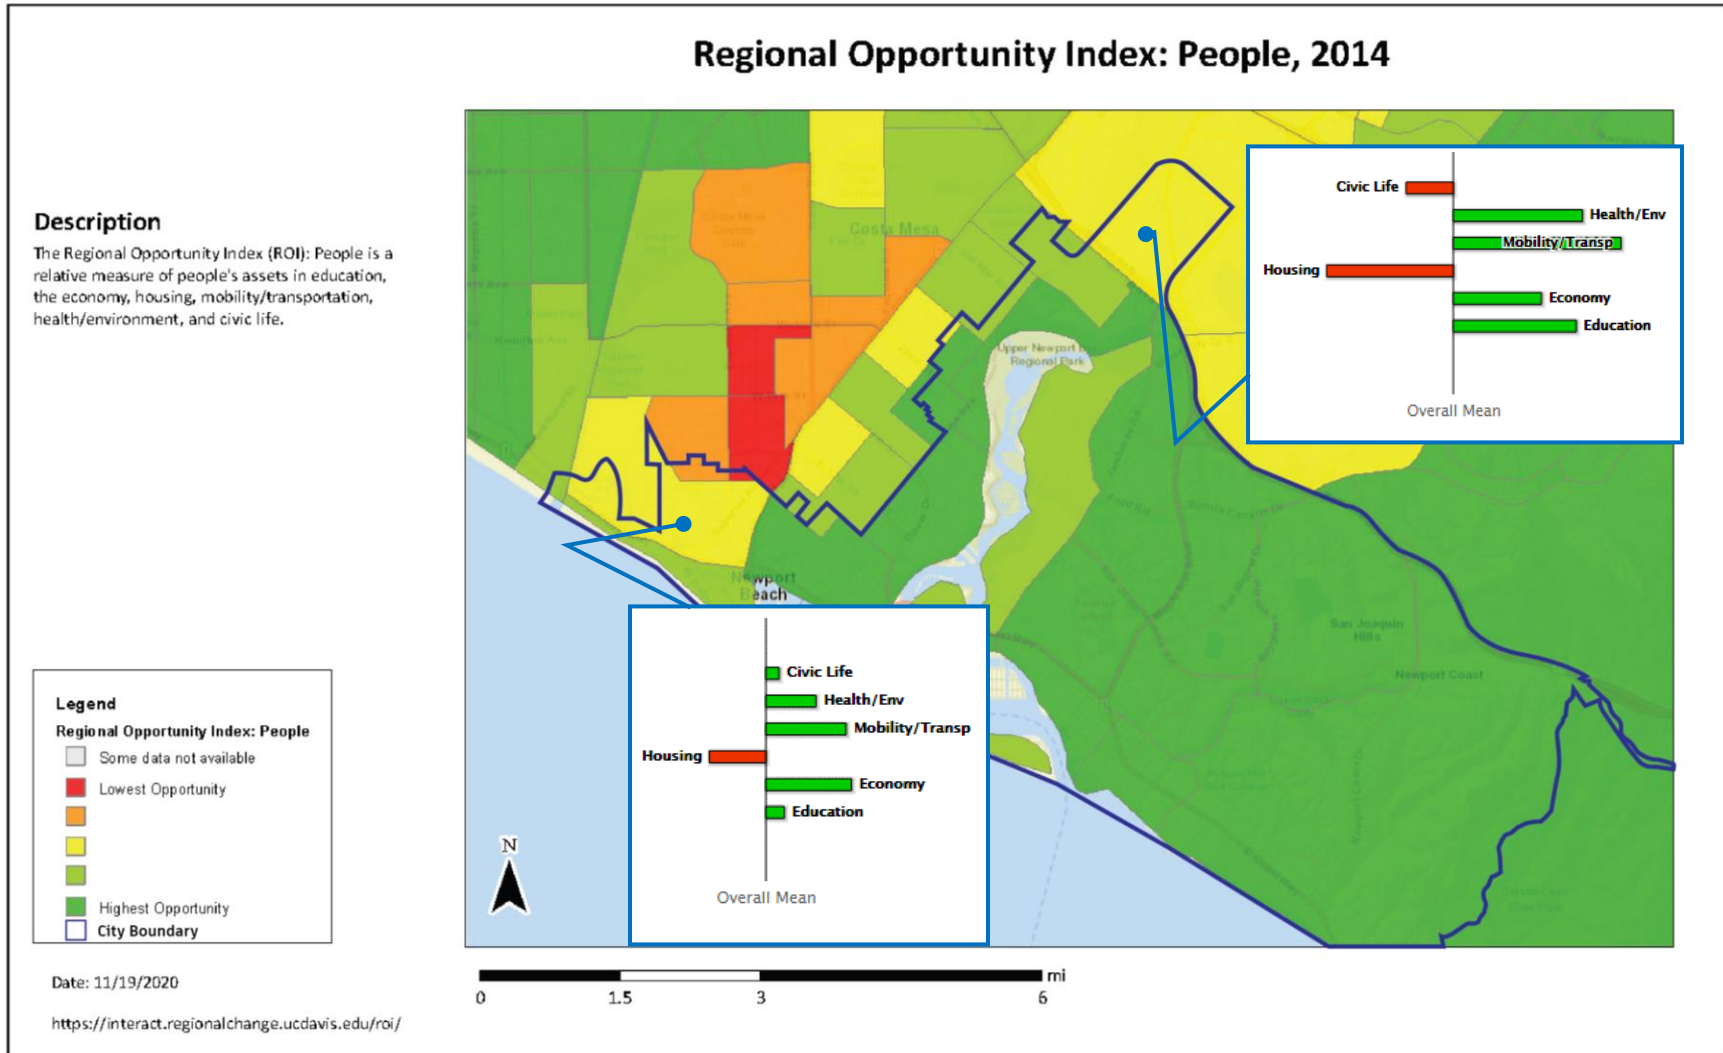 Regional Opportunity Index: People, 2014
Description
The Regional Opportunity Index (ROI): People is a
relative measure of people's assets in education,
the economy, housing, mobility/transportation,
health/environment, and civic life.
Costa Mesa
Upper Newport Bay
Regional Park
Newport
Beach
San Joaquin
Hills
Newport Coast
Bonita Canyon Dr
Ford Rd
Civic Life
Health/Env
Mobility/Transp
Housing
Economy
Education
Overall Mean
Civic Life
Health/Env
Mobility/Transp
Housing
Economy
Education
Overall Mean
Legend
Regional Opportunity Index: People
Some data not available
Lowest Opportunity
Highest Opportunity
City Boundary
N
Date: 11/19/2020
https://interact.regionalchange.ucdavis.edu/roi/
0 1.5 3 6 mi